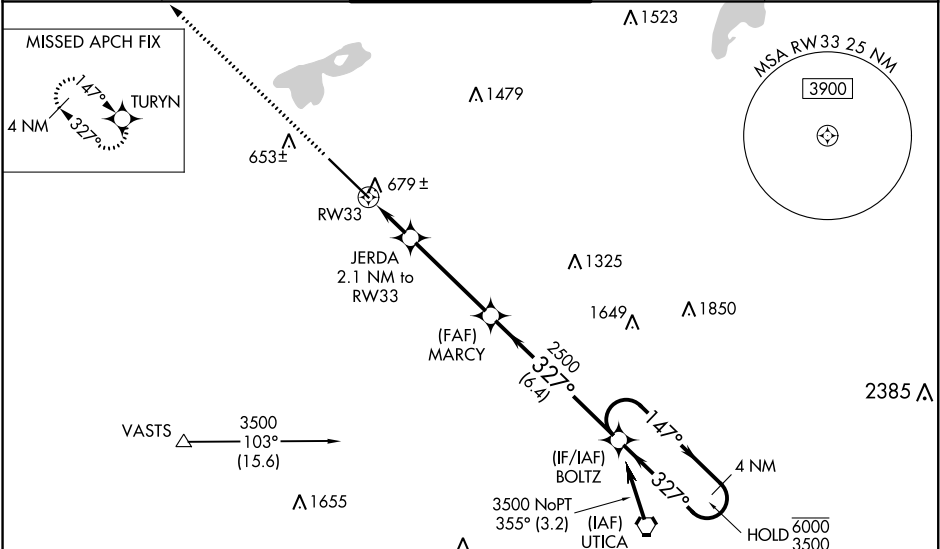 MISSED APCH FIX
147°
TURYN
4 NM
327°
1523
MSA RW33 25 NM
3900
1479
653±
679±
RW33
JERDA
2.1 NM to
RW33
1325
1649
1850
(FAF)
MARCY
2500
327°
(6.4)
2385
VASTS
3500
103°
(15.6)
147°
(IF/IAF)
BOLTZ
4 NM
327°
1655
3500 NoPT
355° (3.2)
(IAF)
UTICA
HOLD 6000
3500